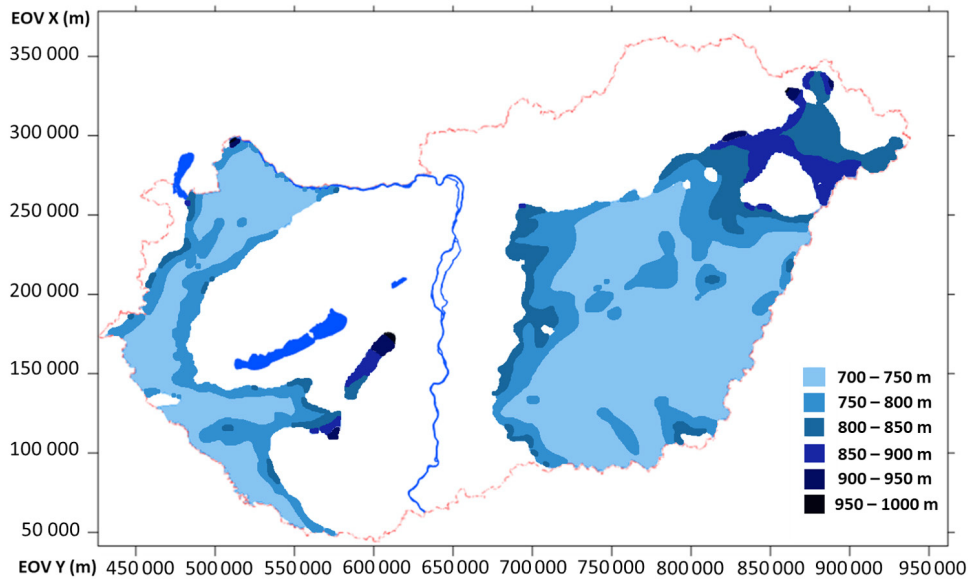 EOV X (m)
350 000
300 000
250 000
200 000
150 000
100 000
50 000
700 – 750 m
750 – 800 m
800 – 850 m
850 – 900 m
900 – 950 m
950 – 1000 m
EOV Y (m) 450 000 500 000 550 000 600 000 650 000 700 000 750 000 800 000 850 000 900 000 950 000